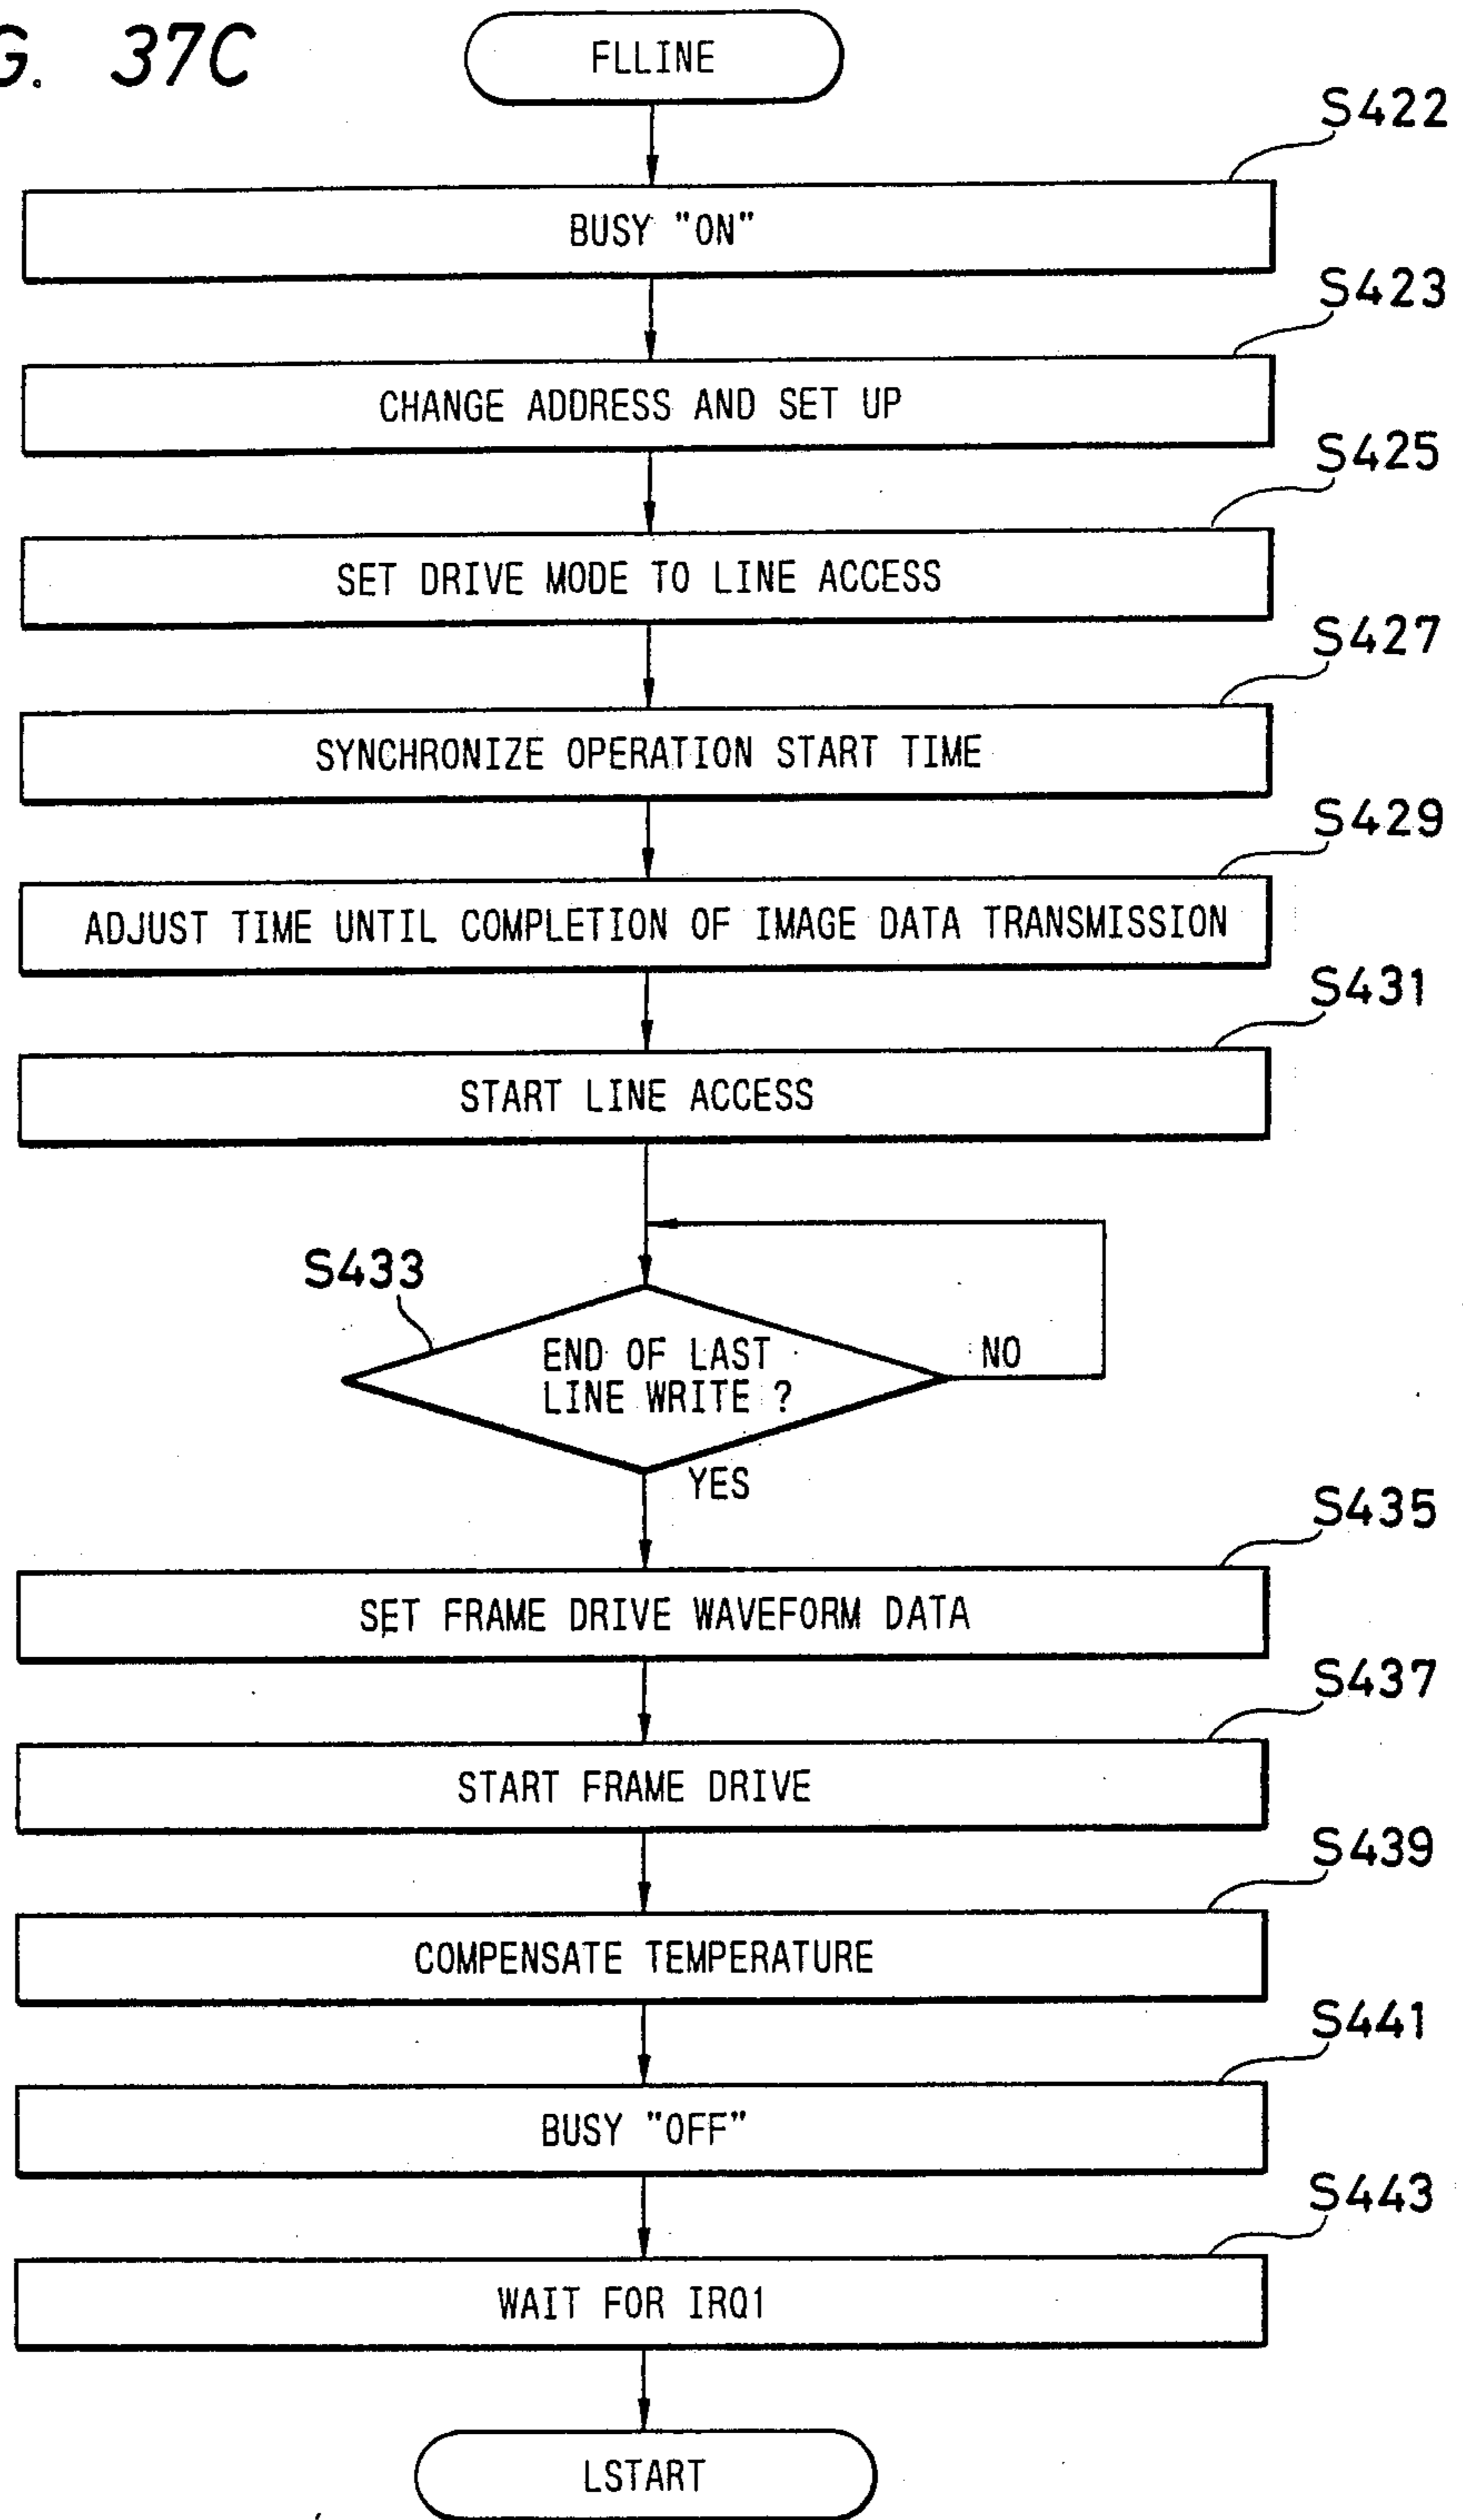 G. 37C
FLLINE
S422
BUSY "ON"
S423
CHANGE ADDRESS AND SET UP
S425
SET DRIVE MODE TO LINE ACCESS
S427
SYNCHRONIZE OPERATION START TIME
S429
ADJUST TIME UNTIL COMPLETION OF IMAGE DATA TRANSMISSION
S431
START LINE ACCESS
S433
END OF LAST
LINE WRITE ?
NO
YES
S435
SET FRAME DRIVE WAVEFORM DATA
S437
START FRAME DRIVE
S439
COMPENSATE TEMPERATURE
S441
BUSY "OFF"
S443
WAIT FOR IRQ1
LSTART